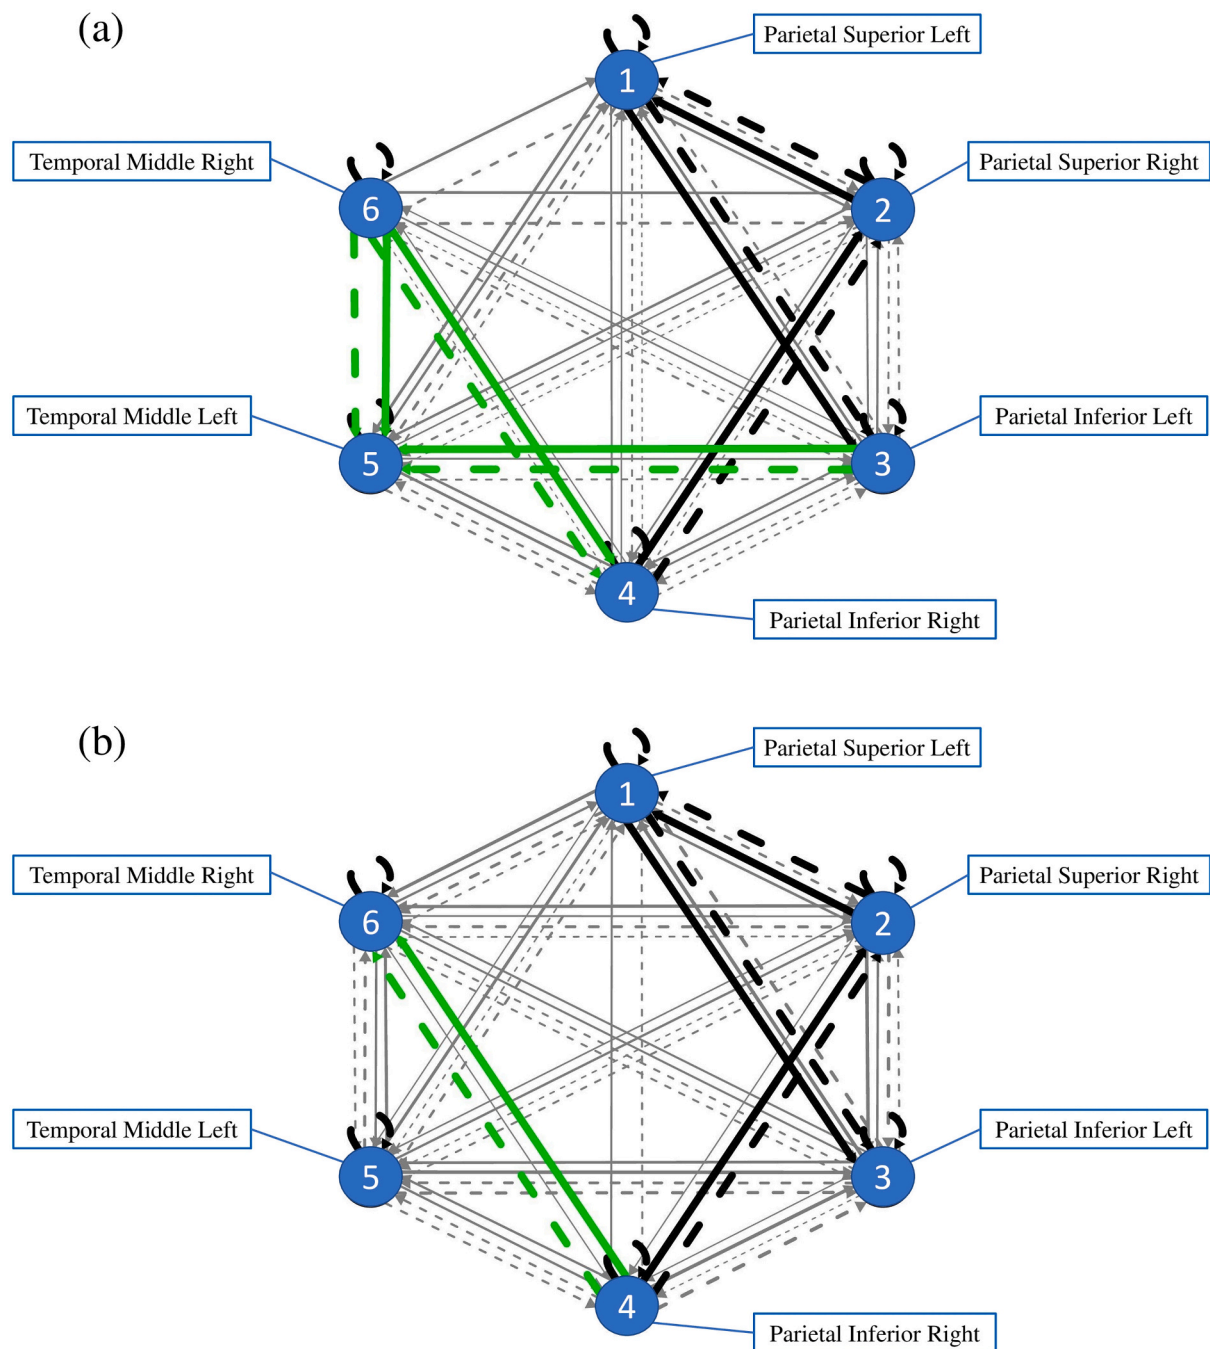 (a)
Parietal Superior Left
1
Temporal Middle Right
Parietal Superior Right
6
2
Temporal Middle Left
Parietal Inferior Left
5
3
4
Parietal Inferior Right
(b)
Parietal Superior Left
1
Temporal Middle Right
Parietal Superior Right
6
2
Temporal Middle Left
Parietal Inferior Left
5
3
4
Parietal Inferior Right